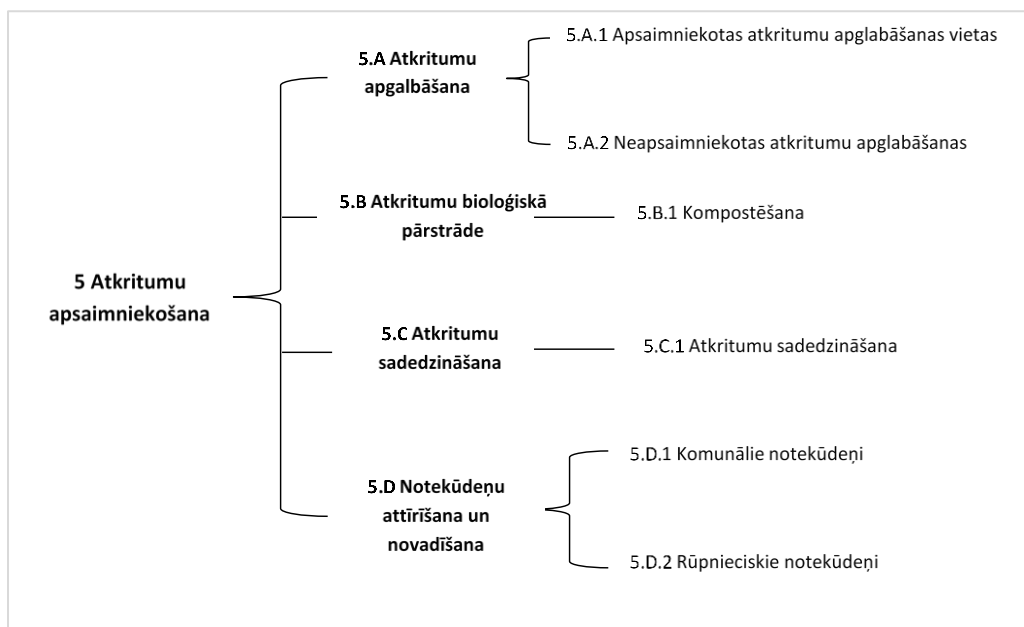 5.A.1 Apsaimniekotas atkritumu apglabāšanas vietas
5.A Atkritumu
apgalbāšana
5.A.2 Neapsaimniekotas atkritumu apglabāšanas
5.B Atkritumu bioloģiskā
pārstrāde
5.B.1 Kompostēšana
5 Atkritumu
apsaimniekošana
5.C Atkritumu
sadedzināšana
5.C.1 Atkritumu sadedzināšana
5.D.1 Komunālie notekūdeņi
5.D Notekūdeņu
attīrīšana un
novadīšana
5.D.2 Rūpnieciskie notekūdeņi